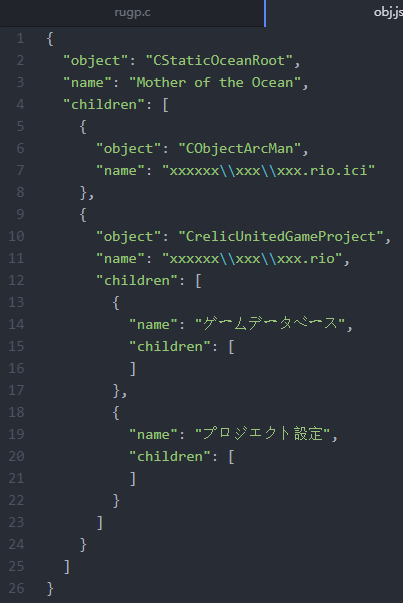 rugp.c obj.js
1 {
2 "object": "CStaticOceanRoot",
3 "name": "Mother of the Ocean",
4 "children": [
5 {
6 "object": "CObjectArcMan",
7 "name": "xxxxxx\\xxx\\xxx.rio.ici"
8 },
9 {
10 "object": "CrelicUnitedGameProject",
11 "name": "xxxxxx\\xxx\\xxx.rio",
12 "children": [
13 {
14 "name": "ゲームデータベース",
15 "children": [
16 ]
17 },
18 {
19 "name": "プロジエクト設定",
20 "children": [
21 ]
22 }
23 ]
24 }
25 ]
26 }